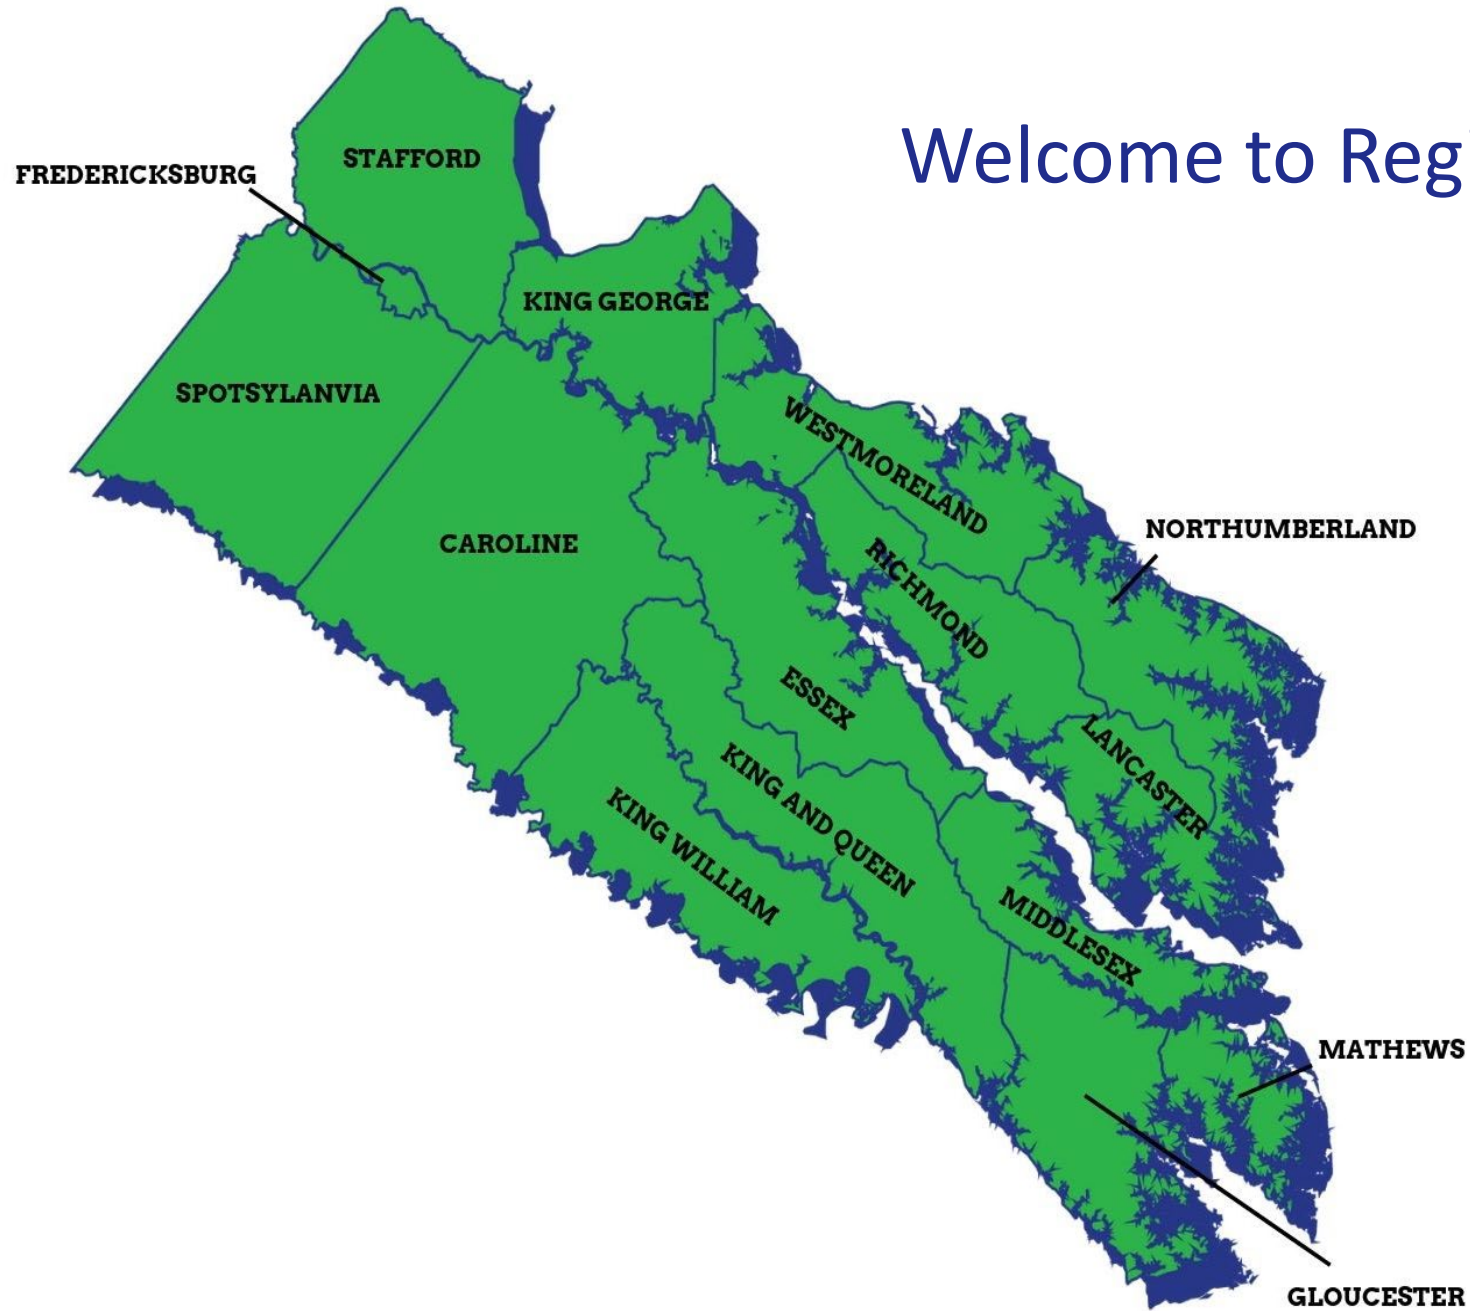 Welcome to Reg
STAFFORD
FREDERICKSBURG
KING GEORGE
SPOTSYLANVIA
WESTMORELAND
NORTHUMBERLAND
CAROLINE
RICHMOND
ESSEX
LANCASTER
KING AND QUEEN
KING WILLIAM
MIDDLESEX
MATHEWS
GLOUCESTER